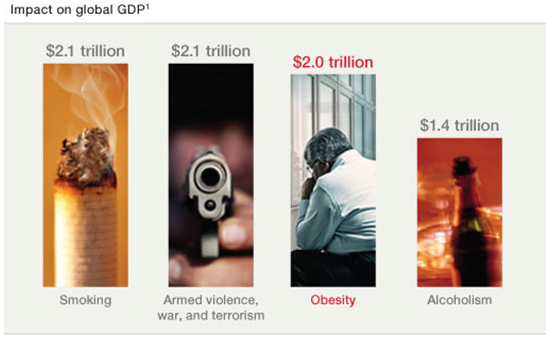 Impact on global GDP¹
$2.1 trillion
$2.1 trillion
$2.0 trillion
$1.4 trillion
Smoking
Armed violence,
war, and terrorism
Obesity
Alcoholism